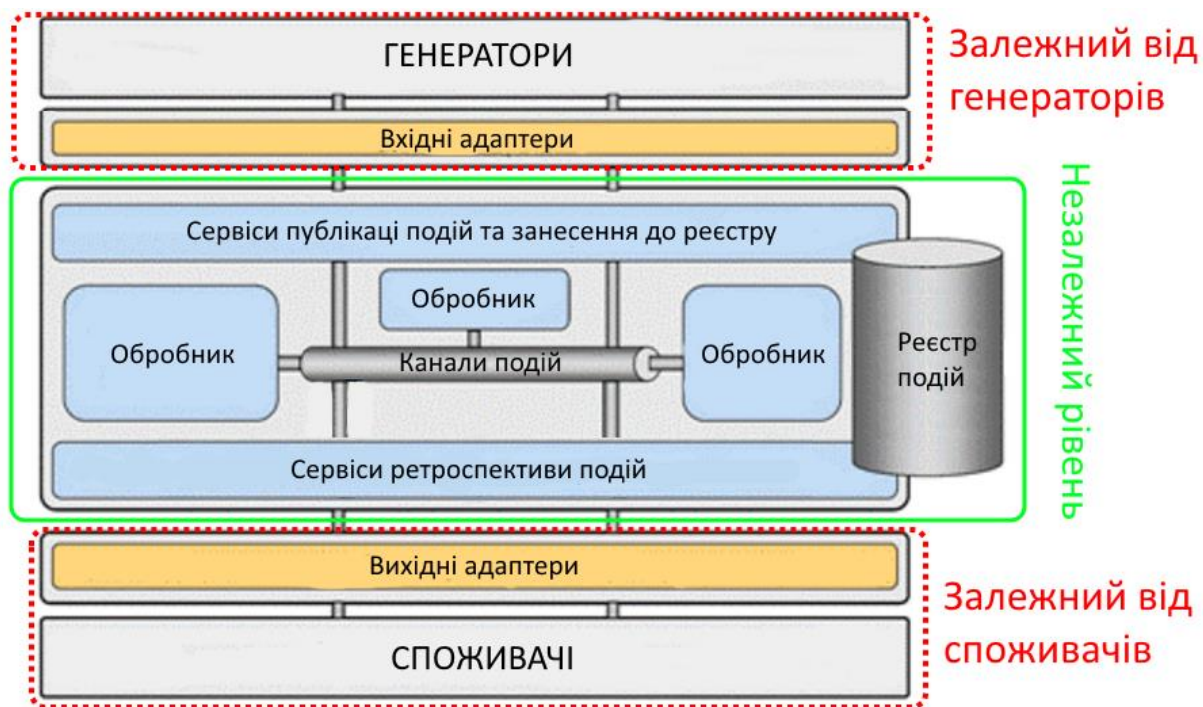 ГЕНЕРАТОРИ
Залежний від
генераторів
Вхідні адаптери
Сервіси публікаці подій та занесення до реєстру
Обробник
Обробник
Канали подій
Обробник
Реєстр
подій
Незалежний рівень
Сервіси ретроспективи подій
Вихідні адаптери
Залежний від
споживачів
СПОЖИВАЧІ